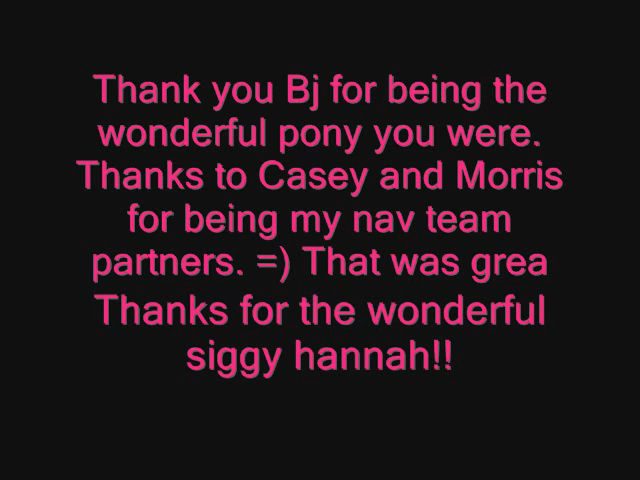 Thank you Bj for being the
wonderful pony you were.
Thanks to Casey and Morris
for being my nav team
partners. =) That was grea
Thanks for the wonderful
siggy hannah!!